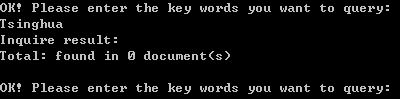 OK! Please enter the key words you want to query:
Tsinghua
Inquire result:
Total: found in 0 document(s)
OK! Please enter the key words you want to query: